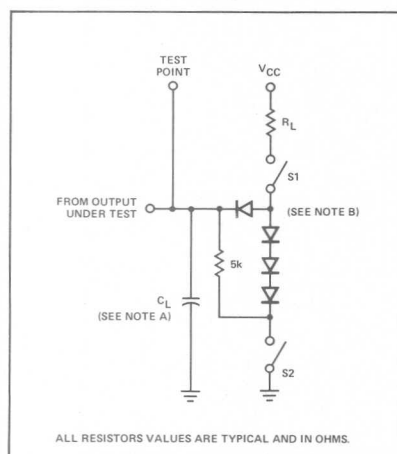 TEST
POINT
VCC
RL
S1
FROM OUTPUT
UNDER TEST
(SEE NOTE B)
5k
CL
(SEE NOTE A)
S2
ALL RESISTORS VALUES ARE TYPICAL AND IN OHMS.